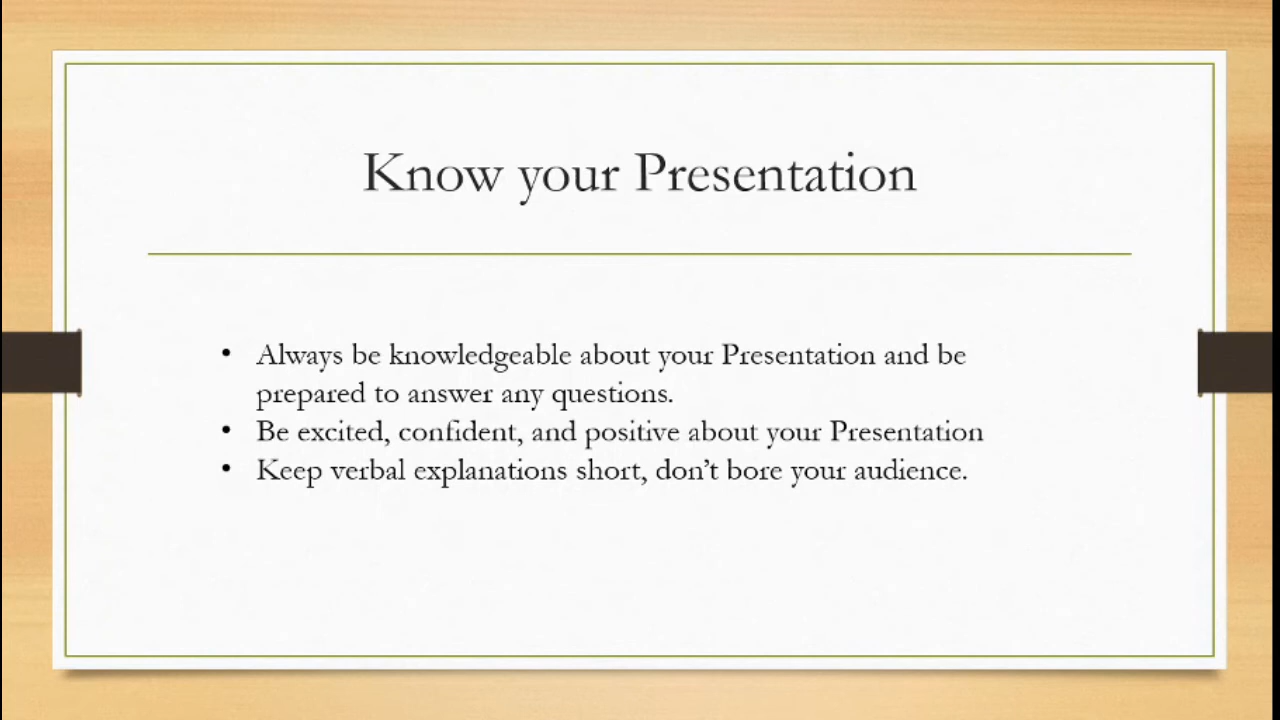 Know your Presentation
• Always be knowledgeable about your Presentation and be
prepared to answer any questions.
• Be excited, confident, and positive about your Presentation
• Keep verbal explanations short, don’t bore your audience.